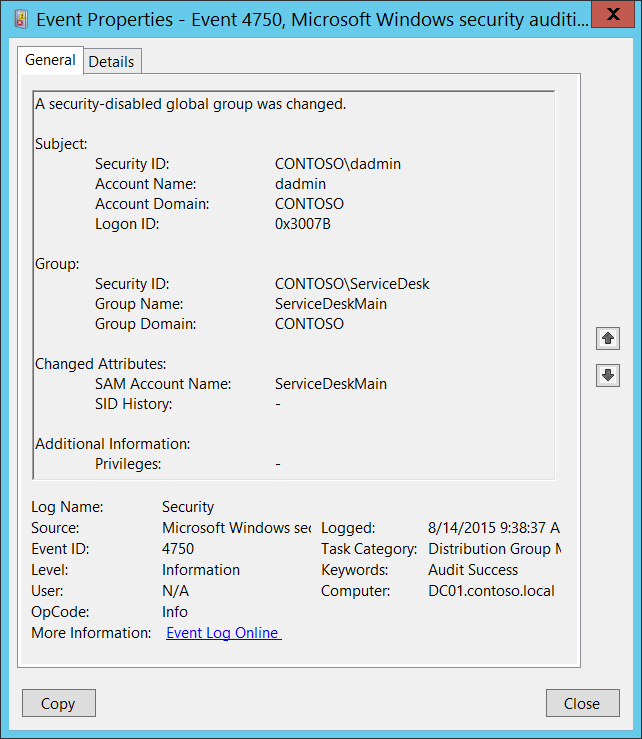 Event Properties - Event 4750, Microsoft Windows security auditi...
General Details
A security-disabled global group was changed.
Subject:
Security ID: CONTOSO\dadmin
Account Name: dadmin
Account Domain: CONTOSO
Logon ID: 0x3007B
Group:
Security ID: CONTOSO\ServiceDesk
Group Name: ServiceDeskMain
Group Domain: CONTOSO
Changed Attributes:
SAM Account Name: ServiceDeskMain
SID History: -
Additional Information:
Privileges: -
Log Name: Security
Source: Microsoft Windows sec Logged: 8/14/2015 9:38:37 A
Event ID: 4750 Task Category: Distribution Group M
Level: Information Keywords: Audit Success
User: N/A Computer: DC01.contoso.local
OpCode: Info
More Information: Event Log Online
Copy Close